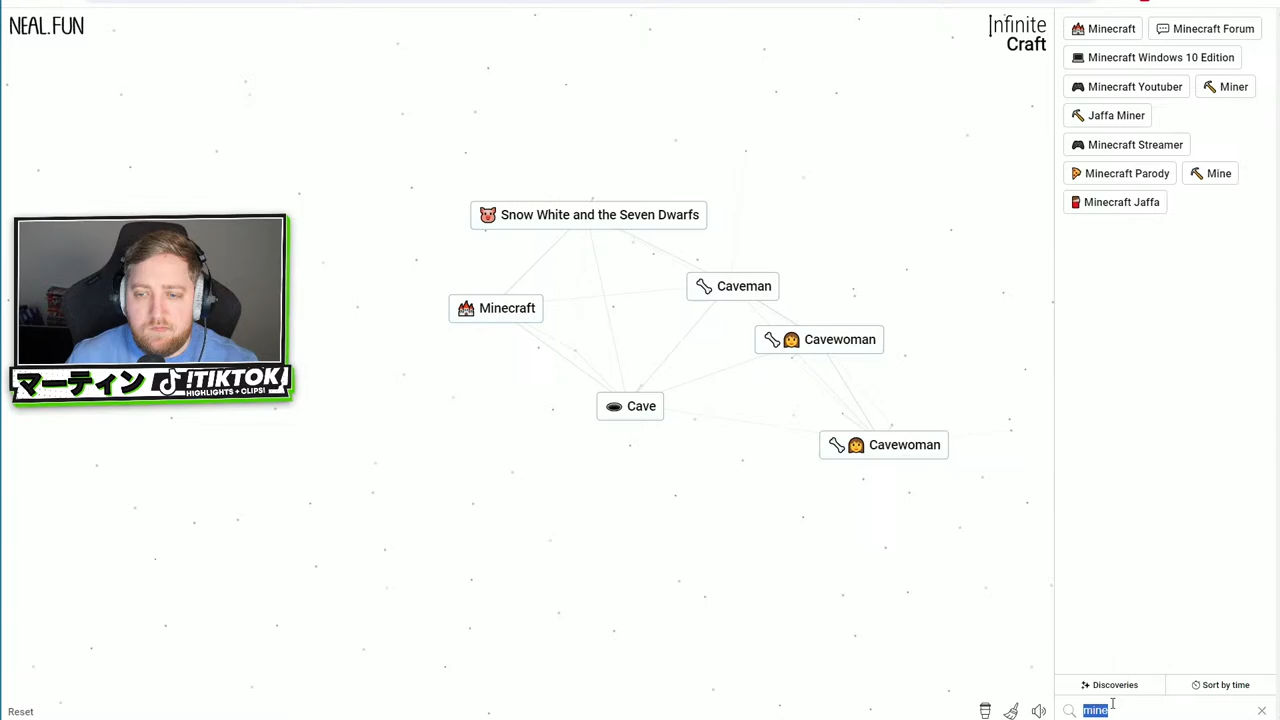 NEAL.FUN
Infinite
Craft
Minecraft
Minecraft Forum
Minecraft Windows 10 Edition
Minecraft Youtuber
Miner
Jaffa Miner
Minecraft Streamer
Minecraft Parody
Mine
Minecraft Jaffa
Snow White and the Seven Dwarfs
Caveman
Minecraft
Cavewoman
Cave
Cavewoman
マーティン
!TIKTOK
HIGHLIGHTS + CLIPS!
Discoveries
Sort by time
Reset
mine